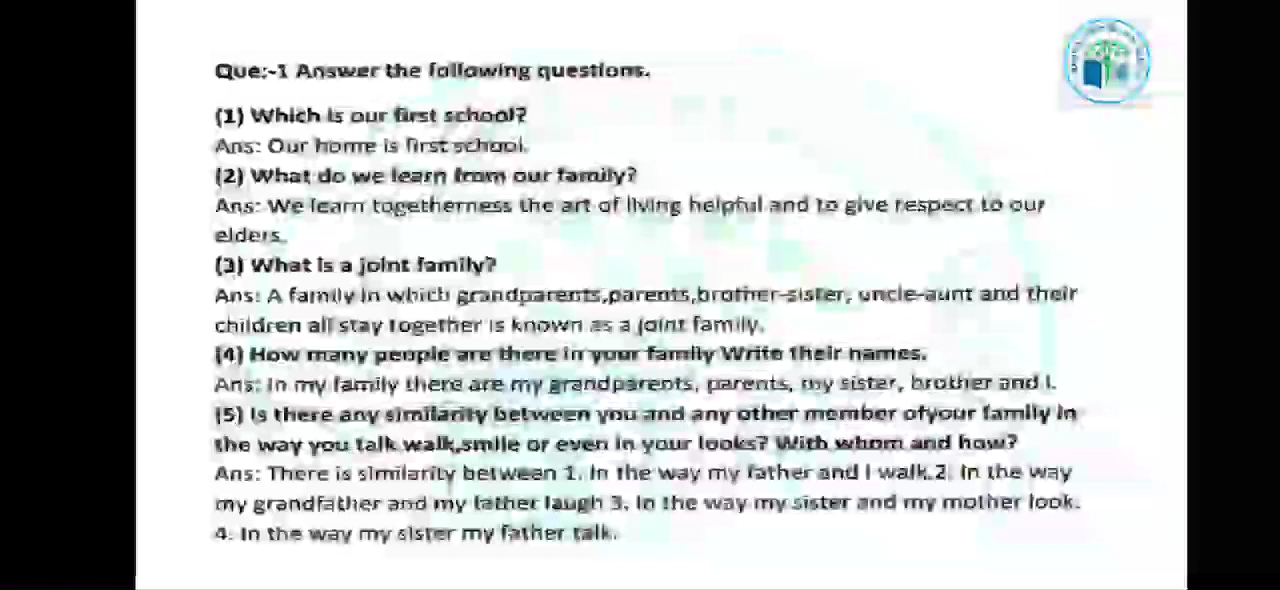 Que:-1 Answer the following questions.
(1) Which is our first school?
Ans: Our home is first school.
(2) What do we learn from our family?
Ans: We learn togetherness the art of living helpful and to give respect to our
elders.
(3) What is a joint family?
Ans: A family in which grandparents,parents,brother-sister, uncle-aunt and their
children all stay together is known as a joint family.
(4) How many people are there in your family Write their names.
Ans: In my family there are my grandparents, parents, my sister, brother and I.
(5) Is there any similarity between you and any other member ofyour family in
the way you talk walk,smile or even in your looks? With whom and how?
Ans: There is similarity between 1. In the way my father and I walk.2. In the way
my grandfather and my father laugh 3. In the way my sister and my mother look.
4. In the way my sister my father talk.